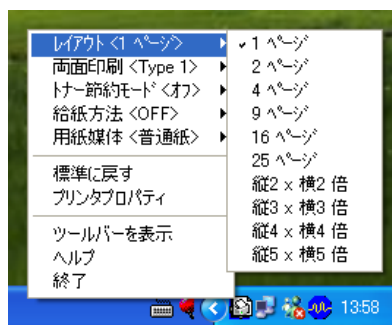 レイアウト <1 ページ>
両面印刷 <Type 1>
トナー節約モード <オフ>
給紙方法 <OFF>
用紙媒体 <普通紙>
標準に戻す
プリンタプロパティ
ツールバーを表示
ヘルプ
終了
1 ページ
2 ページ
4 ページ
9 ページ
16 ページ
25 ページ
縦2 x 横2 倍
縦3 x 横3 倍
縦4 x 横4 倍
縦5 x 横5 倍
13:58